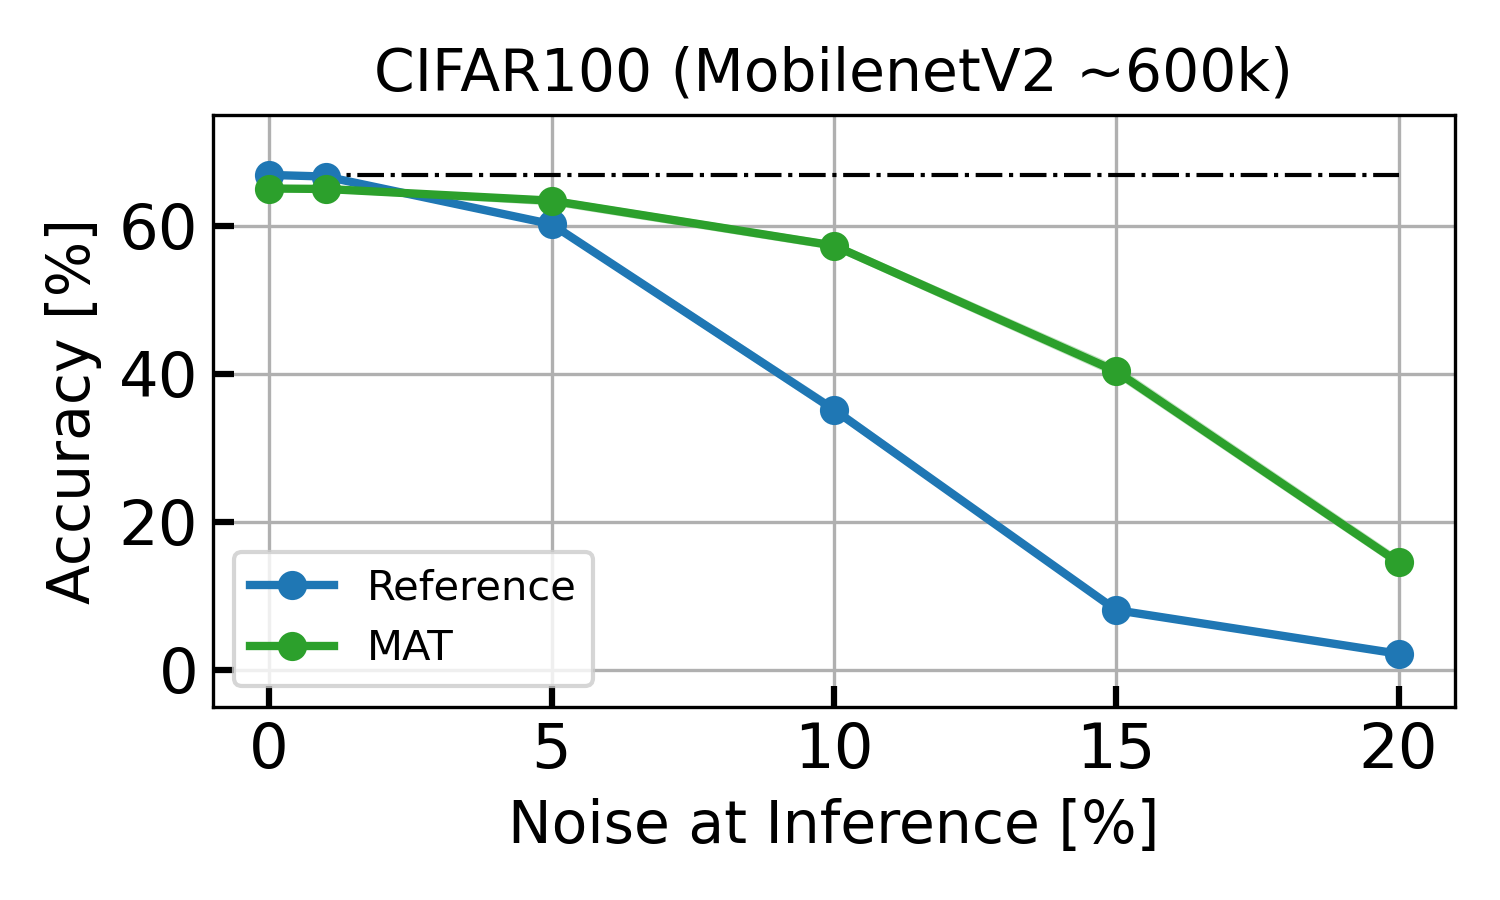 CIFAR100 (MobilenetV2 ~600k)
Accuracy [%]
60
40
20
0
Reference
MAT
0 5 10 15 20
Noise at Inference [%]